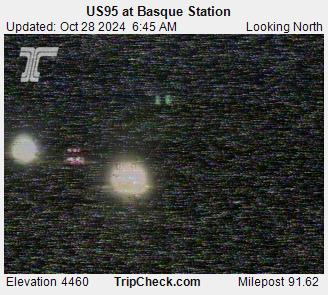 US95 at Basque Station
Updated: Oct 28 2024 6:45 AM Looking North
Elevation 4460 TripCheck.com Milepost 91.62